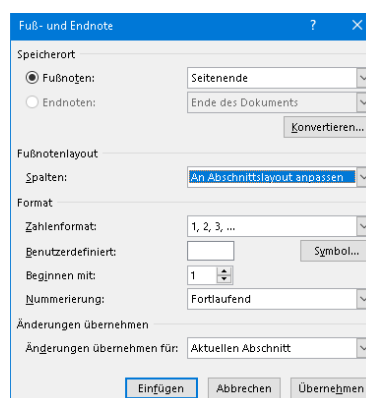 Fuß- und Endnote ?
Speicherort
Fußnoten: Seitenende
Endnoten: Ende des Dokuments
Konvertieren...
Fußnotenlayout
Spalten: An Abschnittslayout anpassen
Format
Zahlenformat: 1, 2, 3, ...
Benutzerdefiniert: Symbol...
Beginnen mit: 1
Nummerierung: Fortlaufend
Änderungen übernehmen
Änderungen übernehmen für: Aktuellen Abschnitt
Einfügen Abbrechen Übernehmen